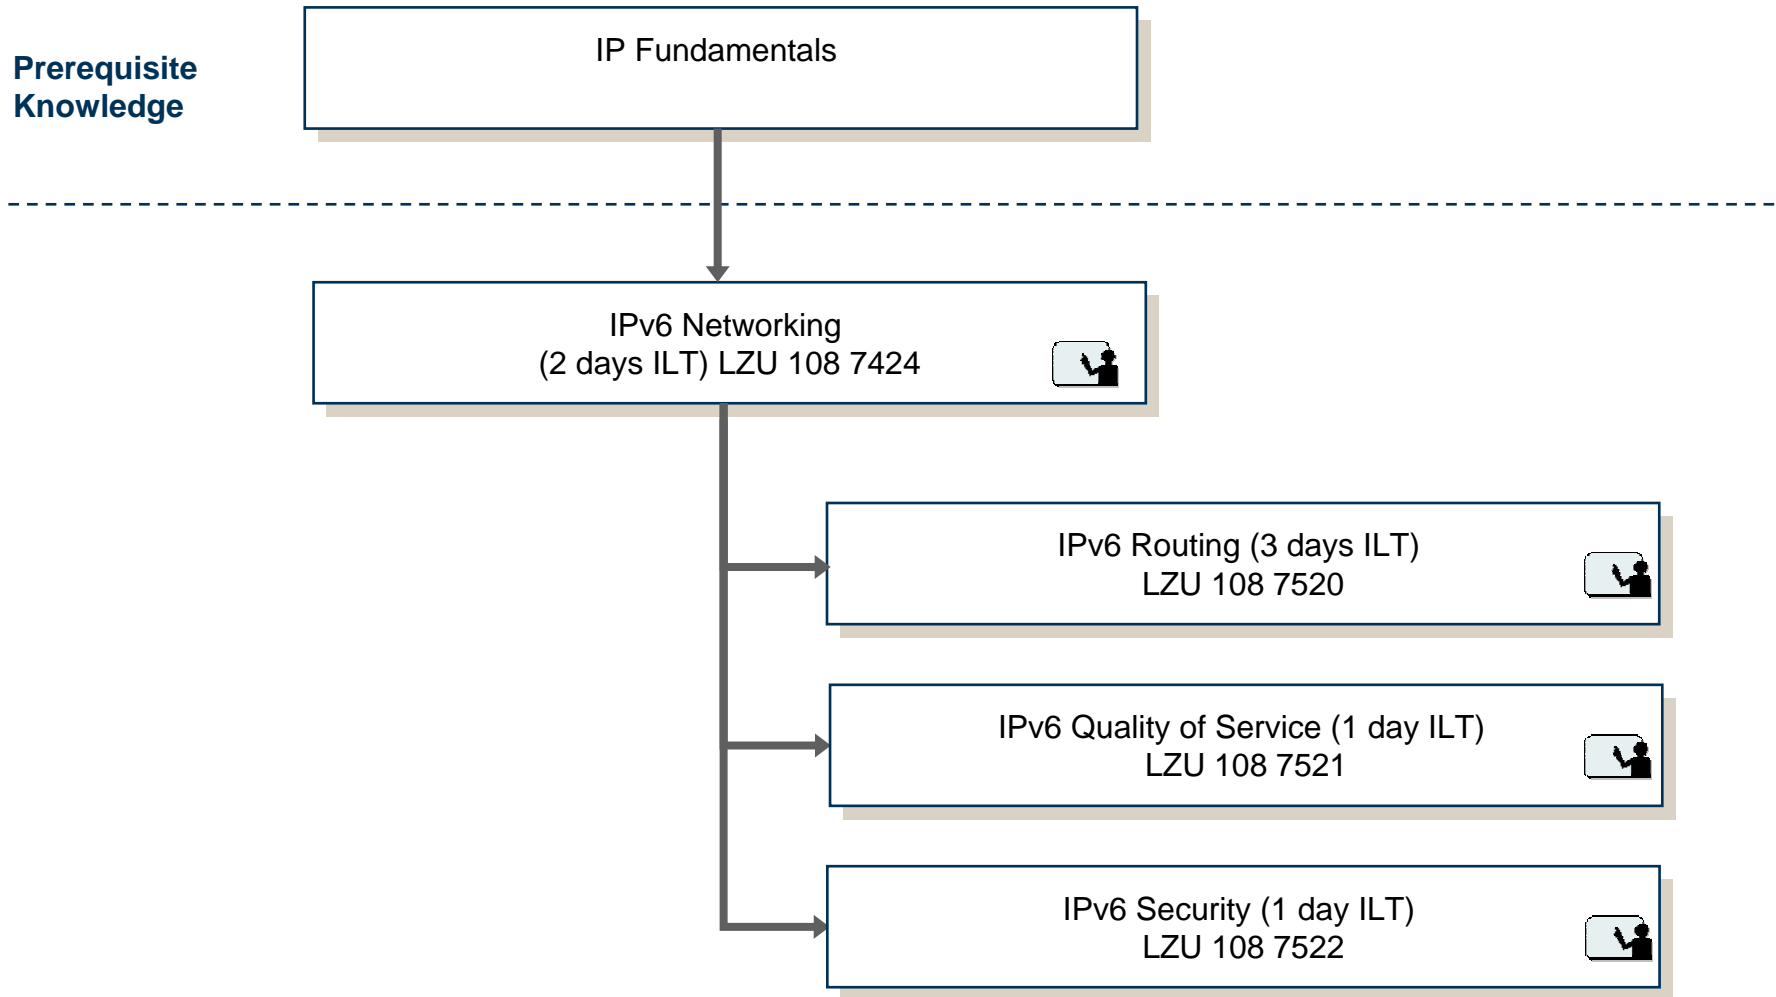 Prerequisite
Knowledge
IP Fundamentals
IPv6 Networking
(2 days ILT) LZU 108 7424
IPv6 Routing (3 days ILT)
LZU 108 7520
IPv6 Quality of Service (1 day ILT)
LZU 108 7521
IPv6 Security (1 day ILT)
LZU 108 7522